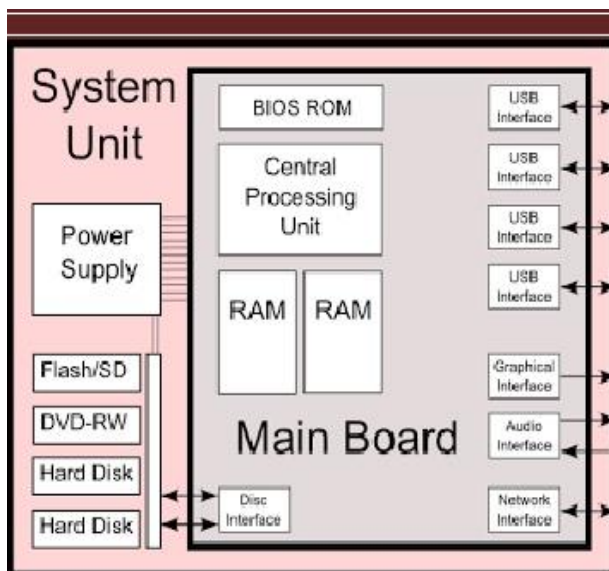 System
Unit
BIOS ROM
Central
Processing
Unit
RAM
RAM
Main Board
Power
Supply
Flash/SD
DVD-RW
Hard Disk
Hard Disk
Disc
Interface
USB
Interface
USB
Interface
USB
Interface
USB
Interface
Graphical
Interface
Audio
Interface
Network
Interface